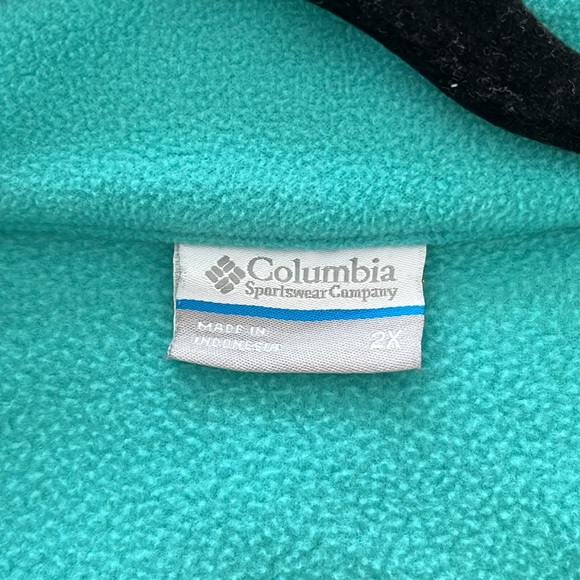 Columbia
Sportswear Company
MADE IN
INDONESIA
2X